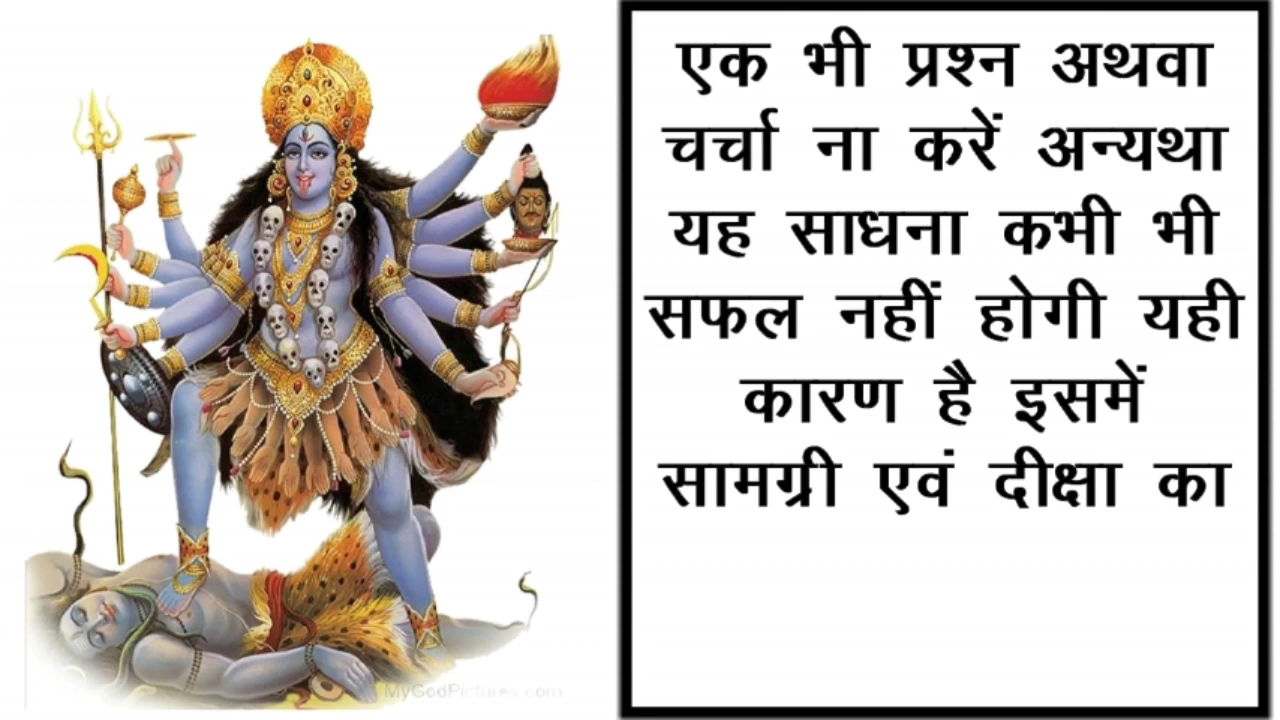 एक भी प्रश्न अथवा
चर्चा ना करें अन्यथा
यह साधना कभी भी
सफल नहीं होगी यही
कारण है इसमें
सामग्री एवं दीक्षा का
MyGodPictures.com